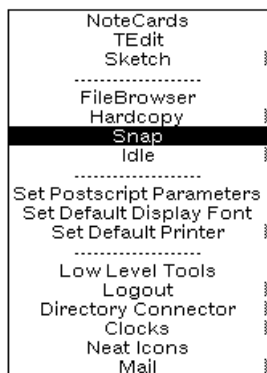 NoteCards
TEdit
Sketch
-------------------
FileBrowser
Hardcopy
Snap
Idle
-------------------
Set Postscript Parameters
Set Default Display Font
Set Default Printer
-------------------
Low Level Tools
Logout
Directory Connector
Clocks
Neat Icons
Mail